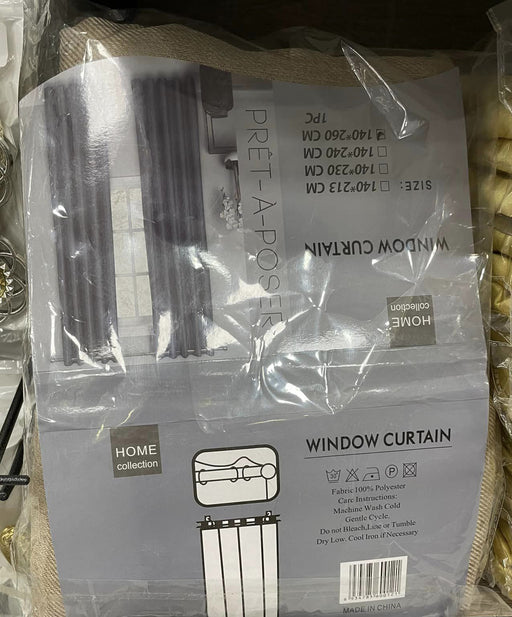 PRÊT-À-POSER
WINDOW CURTAIN
SIZE:
140*213 CM
140*230 CM
140*240 CM
140*260 CM
1PC
HOME
collection
HOME
collection
WINDOW CURTAIN
Fabric 100% Polyester
Care Instructions:
Machine Wash Cold
Gentle Cycle.
Do not Bleach,Line or Tumble
Dry Low. Cool Iron if Necessary
MADE IN CHINA